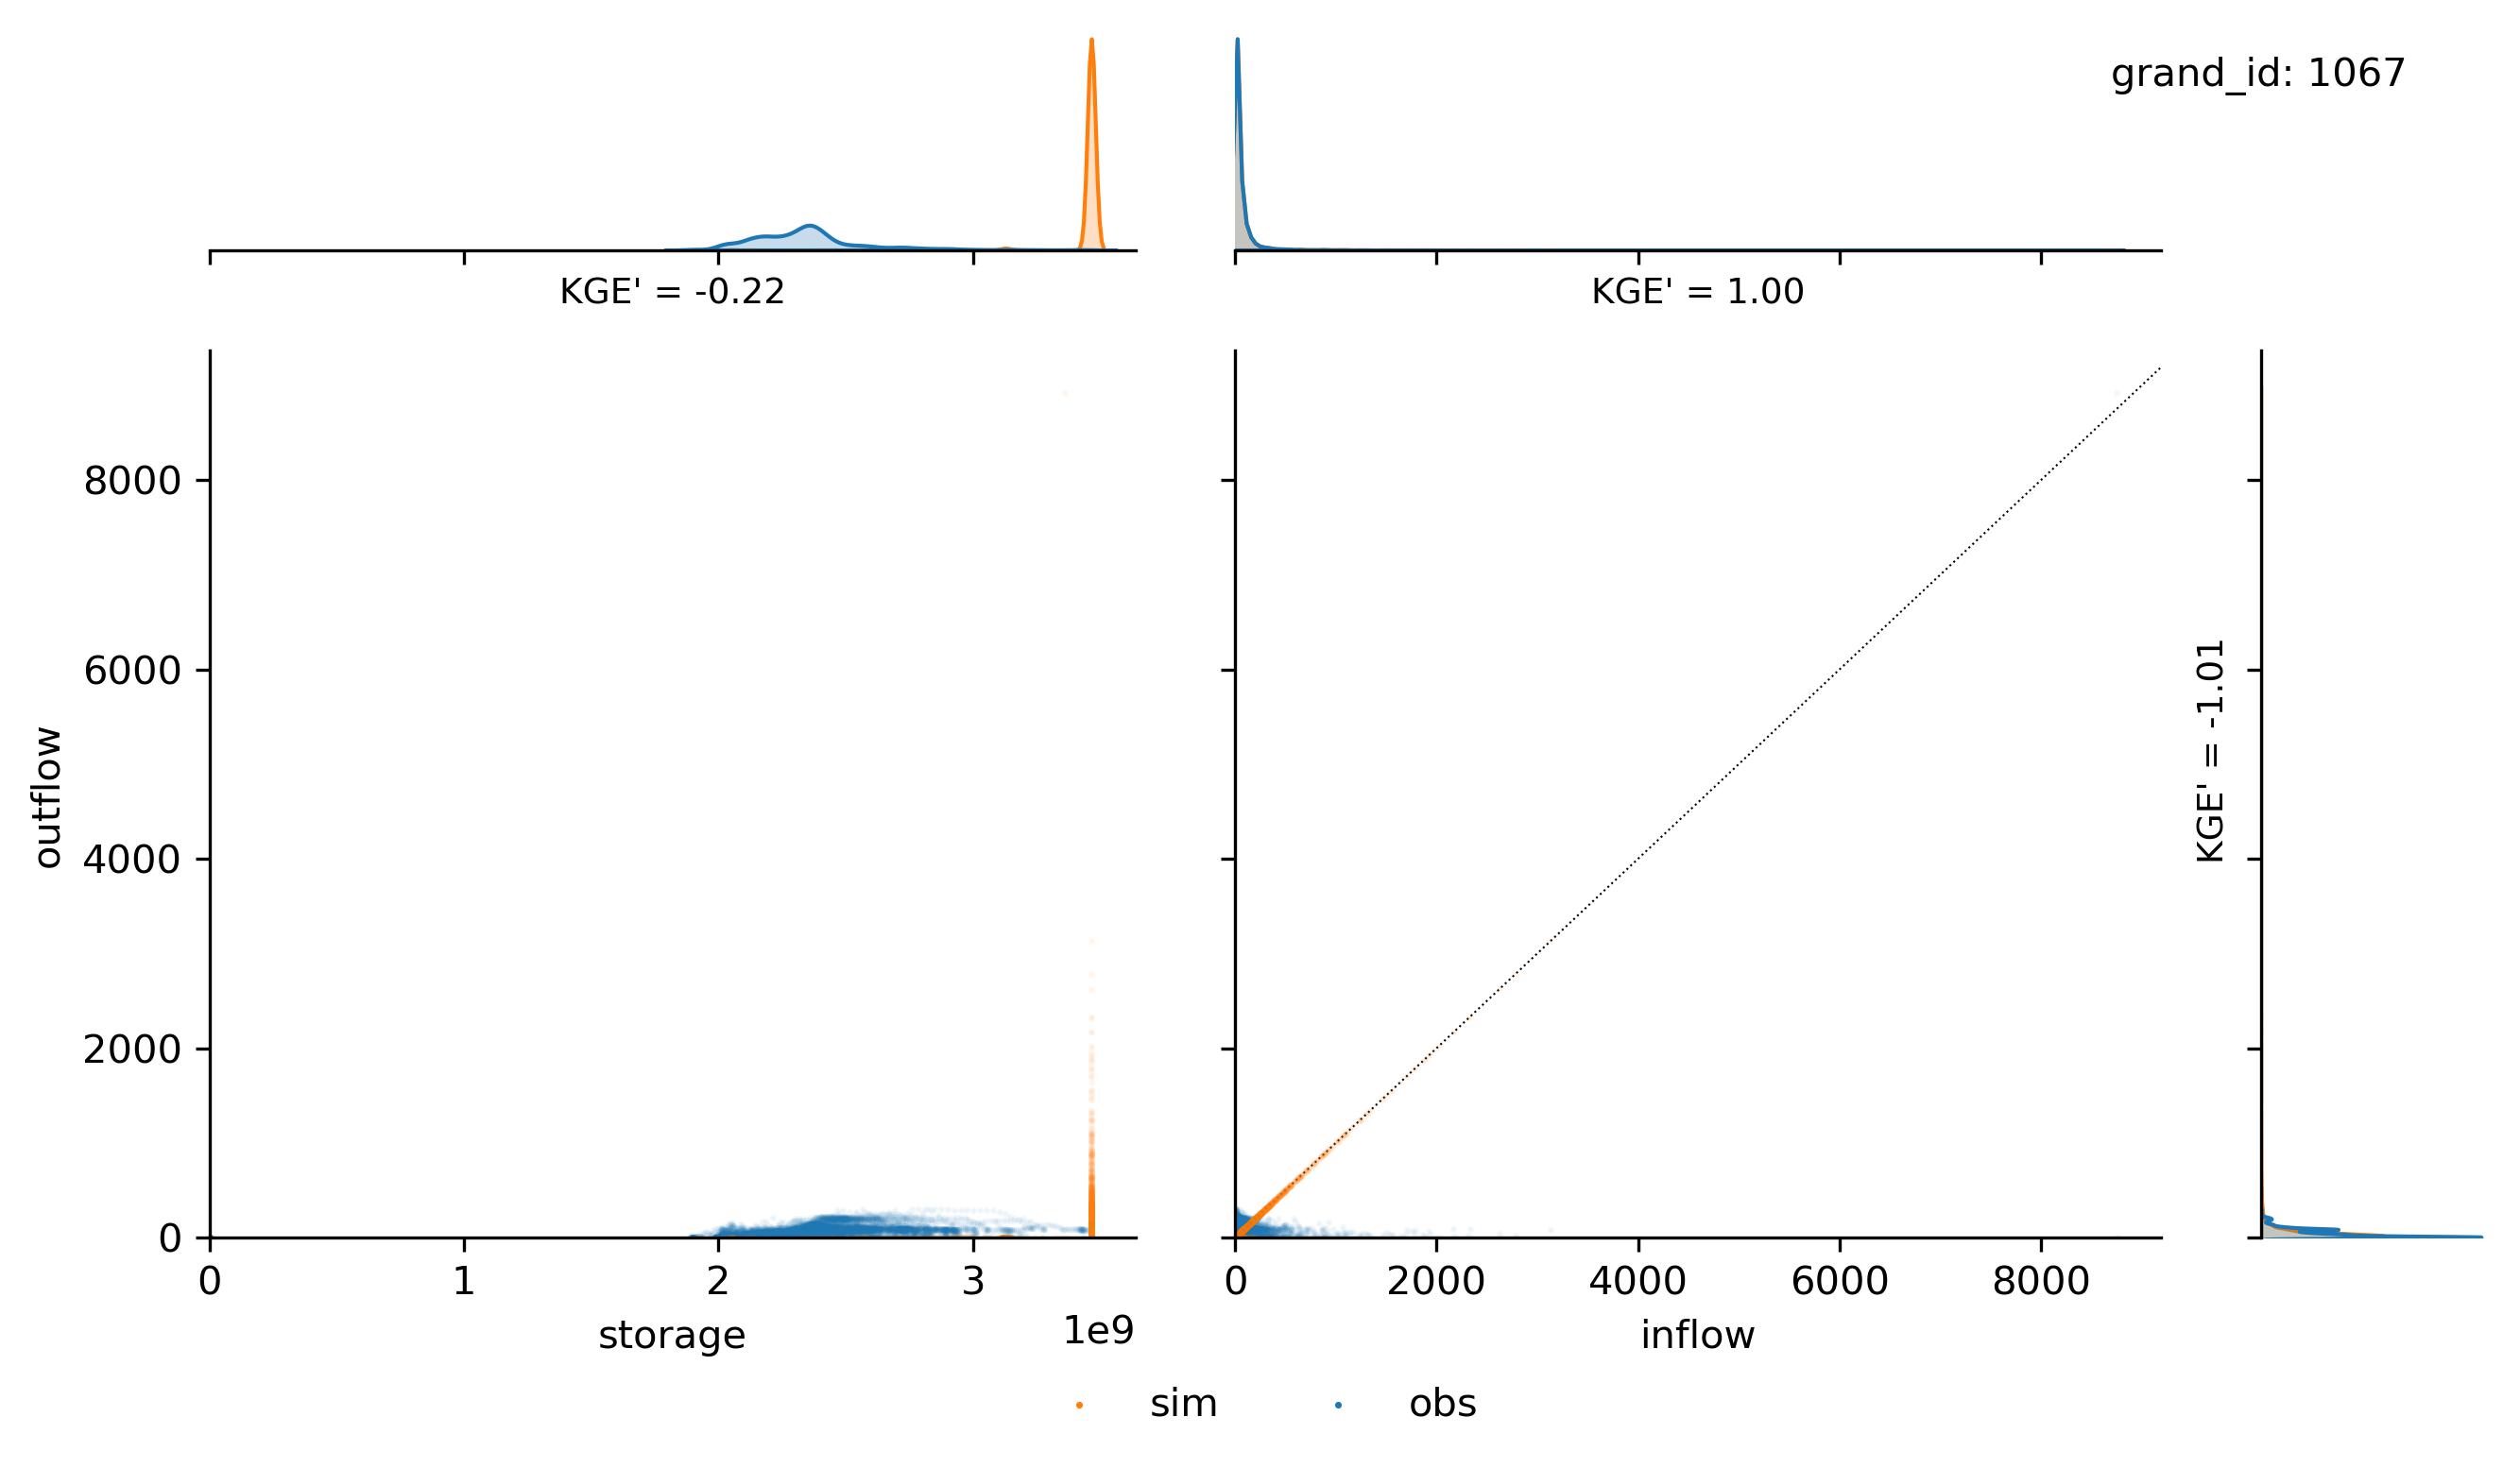 grand_id: 1067
KGE' = -0.22
KGE' = 1.00
8000
6000
4000
2000
0
outflow
KGE' = -1.01
0 1 2 3
1e9
storage
0 2000 4000 6000 8000
inflow
sim obs